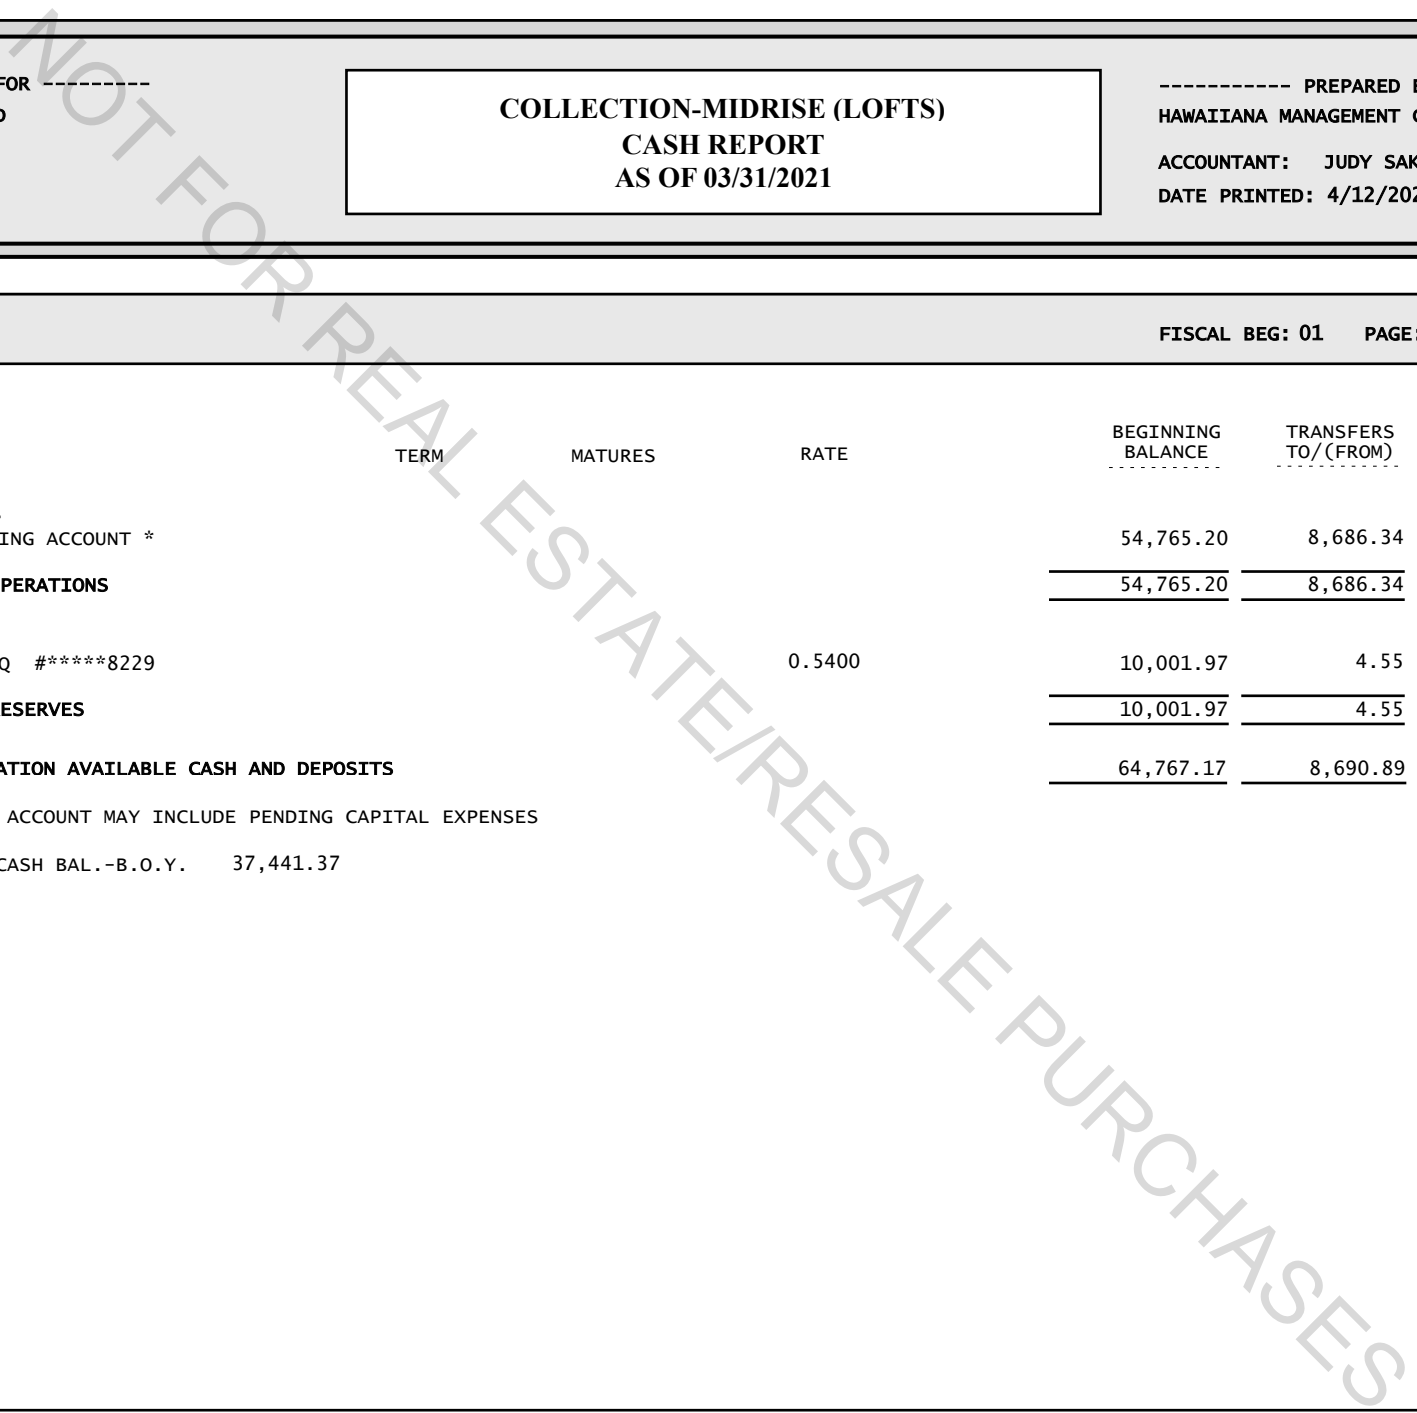 FOR ---------
COLLECTION-MIDRISE (LOFTS)
CASH REPORT
AS OF 03/31/2021
----------- PREPARED
HAWAIIANA MANAGEMENT
ACCOUNTANT: JUDY SAK
DATE PRINTED: 4/12/202
FISCAL BEG: 01 PAGE:
TERM MATURES RATE BEGINNING BALANCE TRANSFERS TO/(FROM)
ING ACCOUNT * 54,765.20 8,686.34
PERATIONS 54,765.20 8,686.34
Q #*****8229 0.5400 10,001.97 4.55
ESERVES 10,001.97 4.55
ATION AVAILABLE CASH AND DEPOSITS 64,767.17 8,690.89
ACCOUNT MAY INCLUDE PENDING CAPITAL EXPENSES
CASH BAL.-B.O.Y. 37,441.37
NOT FOR REAL ESTATE/RESALE PURCHASES